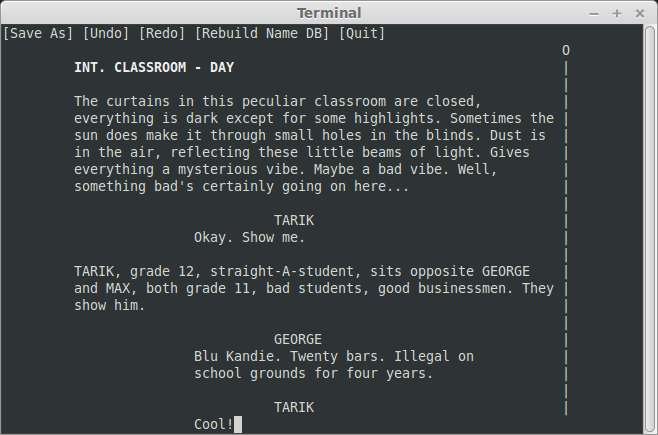 Terminal
[Save As] [Undo] [Redo] [Rebuild Name DB] [Quit]
INT. CLASSROOM - DAY
The curtains in this peculiar classroom are closed,
everything is dark except for some highlights. Sometimes the
sun does make it through small holes in the blinds. Dust is
in the air, reflecting these little beams of light. Gives
everything a mysterious vibe. Maybe a bad vibe. Well,
something bad's certainly going on here...
TARIK
Okay. Show me.
TARIK, grade 12, straight-A-student, sits opposite GEORGE
and MAX, both grade 11, bad students, good businessmen. They
show him.
GEORGE
Blu Kandie. Twenty bars. Illegal on
school grounds for four years.
TARIK
Cool!